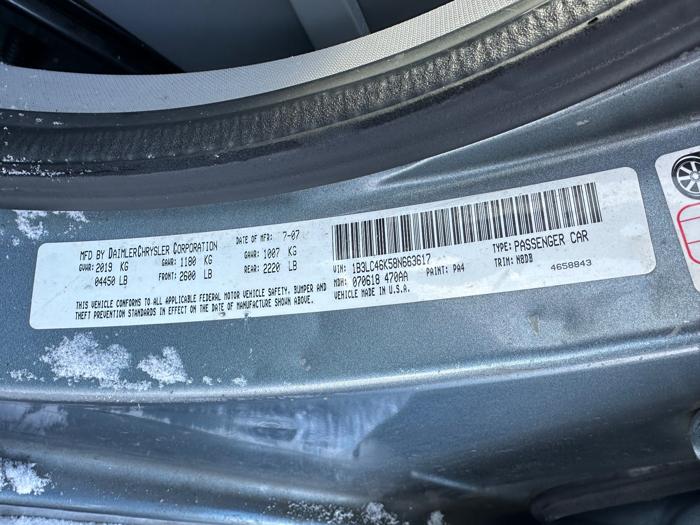 MFD BY DAIMLERCHRYSLER CORPORATION DATE OF MFR: 7-07
GVWR: 2019 KG GAWR: 1180 KG GAWR: 1007 KG
04450 LB FRONT: 2600 LB REAR: 2220 LB
THIS VEHICLE CONFORMS TO ALL APPLICABLE FEDERAL MOTOR VEHICLE SAFETY, BUMPER AND
THEFT PREVENTION STANDARDS IN EFFECT ON THE DATE OF MANUFACTURE SHOWN ABOVE.
VIN: 1B3LC46K58N663617 TYPE: PASSENGER CAR
MDH: 070618 470AA PAINT: PA4 TRIM: N8DB
VEHICLE MADE IN U.S.A. 4658843